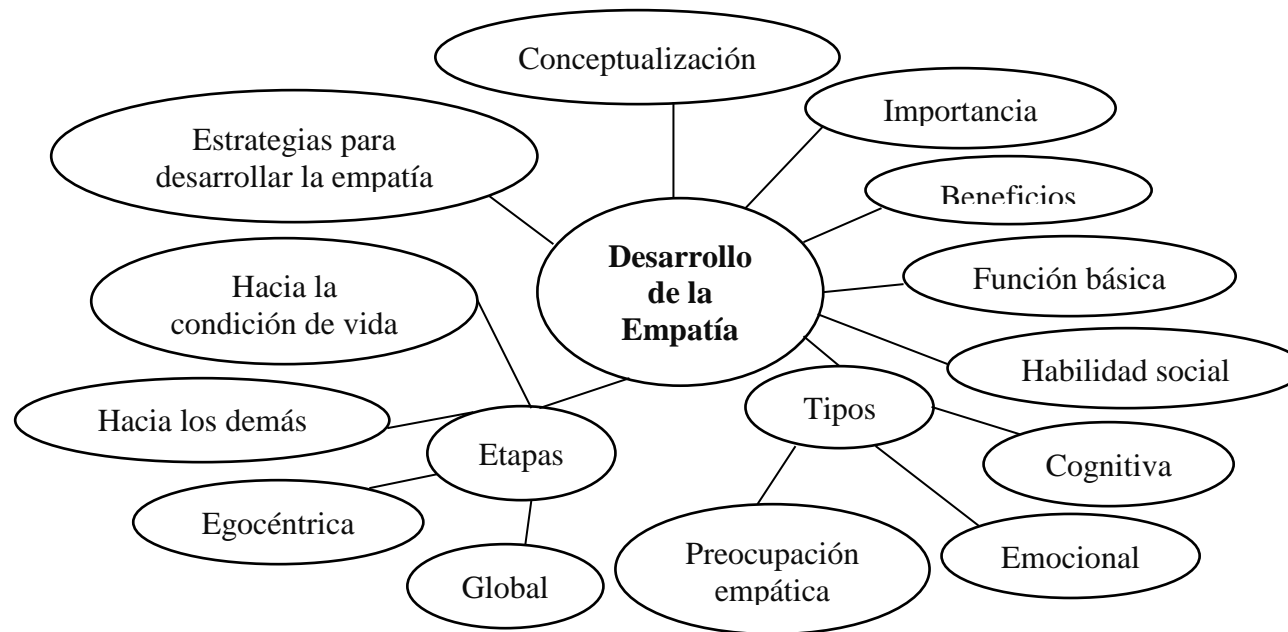 Conceptualización
Importancia
Estrategias para
desarrollar la empatía
Beneficios
Desarrollo
de la
Empatía
Función básica
Hacia la
condición de vida
Habilidad social
Hacia los demás
Tipos
Etapas
Cognitiva
Egocéntrica
Preocupación
empática
Emocional
Global